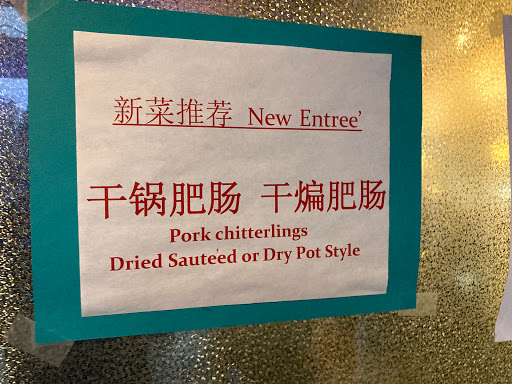 新菜推荐 New Entree'
干锅肥肠 干煸肥肠
Pork chitterlings
Dried Sauteed or Dry Pot Style